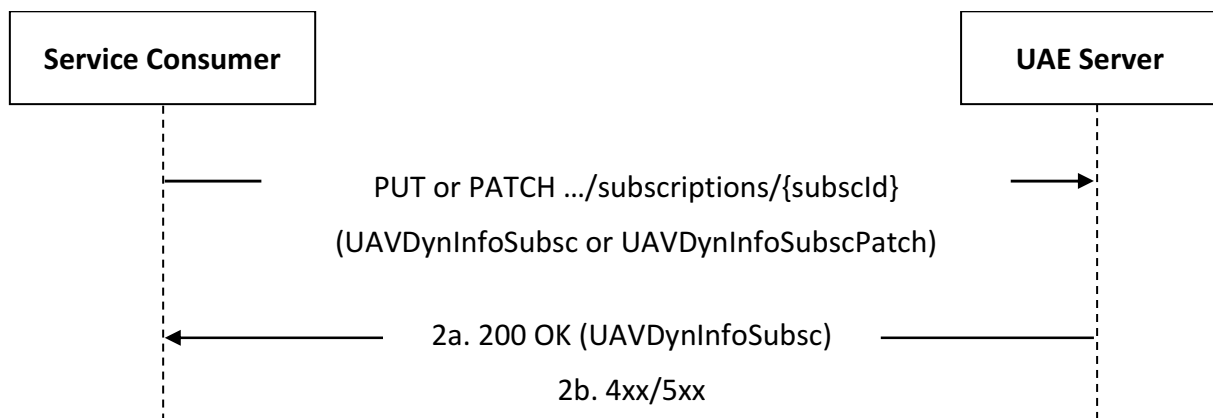 Service Consumer
UAE Server
PUT or PATCH .../subscriptions/{subscId}
(UAVDynInfoSubsc or UAVDynInfoSubscPatch)
2a. 200 OK (UAVDynInfoSubsc)
2b. 4xx/5xx